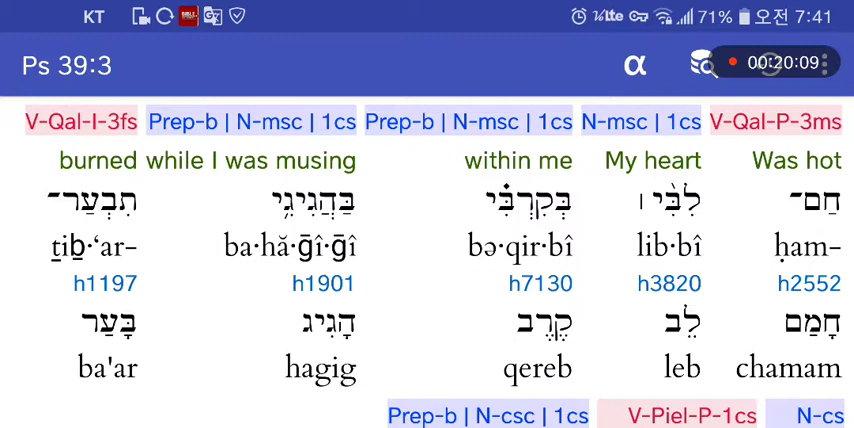 KT BIBLE LTE 71% 오전 7:41
Ps 39:3 α 00:20:09
V-Qal-I-3fs Prep-b | N-msc | 1cs Prep-b | N-msc | 1cs N-msc | 1cs V-Qal-P-3ms
burned while I was musing within me My heart Was hot
חַם־ לִבִּ֨י ׀ בְּקִרְבִּ֗י בַּהֲגִיגִ֥י תִבְעַר־
ṯiḇ·‘ar- ba·hă·ḡî·ḡî bə·qir·bî lib·bî ḥam-
h1197 h1901 h7130 h3820 h2552
חָמַם לֵב קֶרֶב הָגִיג בָּעַר
ba'ar hagig qereb leb chamam
Prep-b | N-csc | 1cs V-Piel-P-1cs N-cs